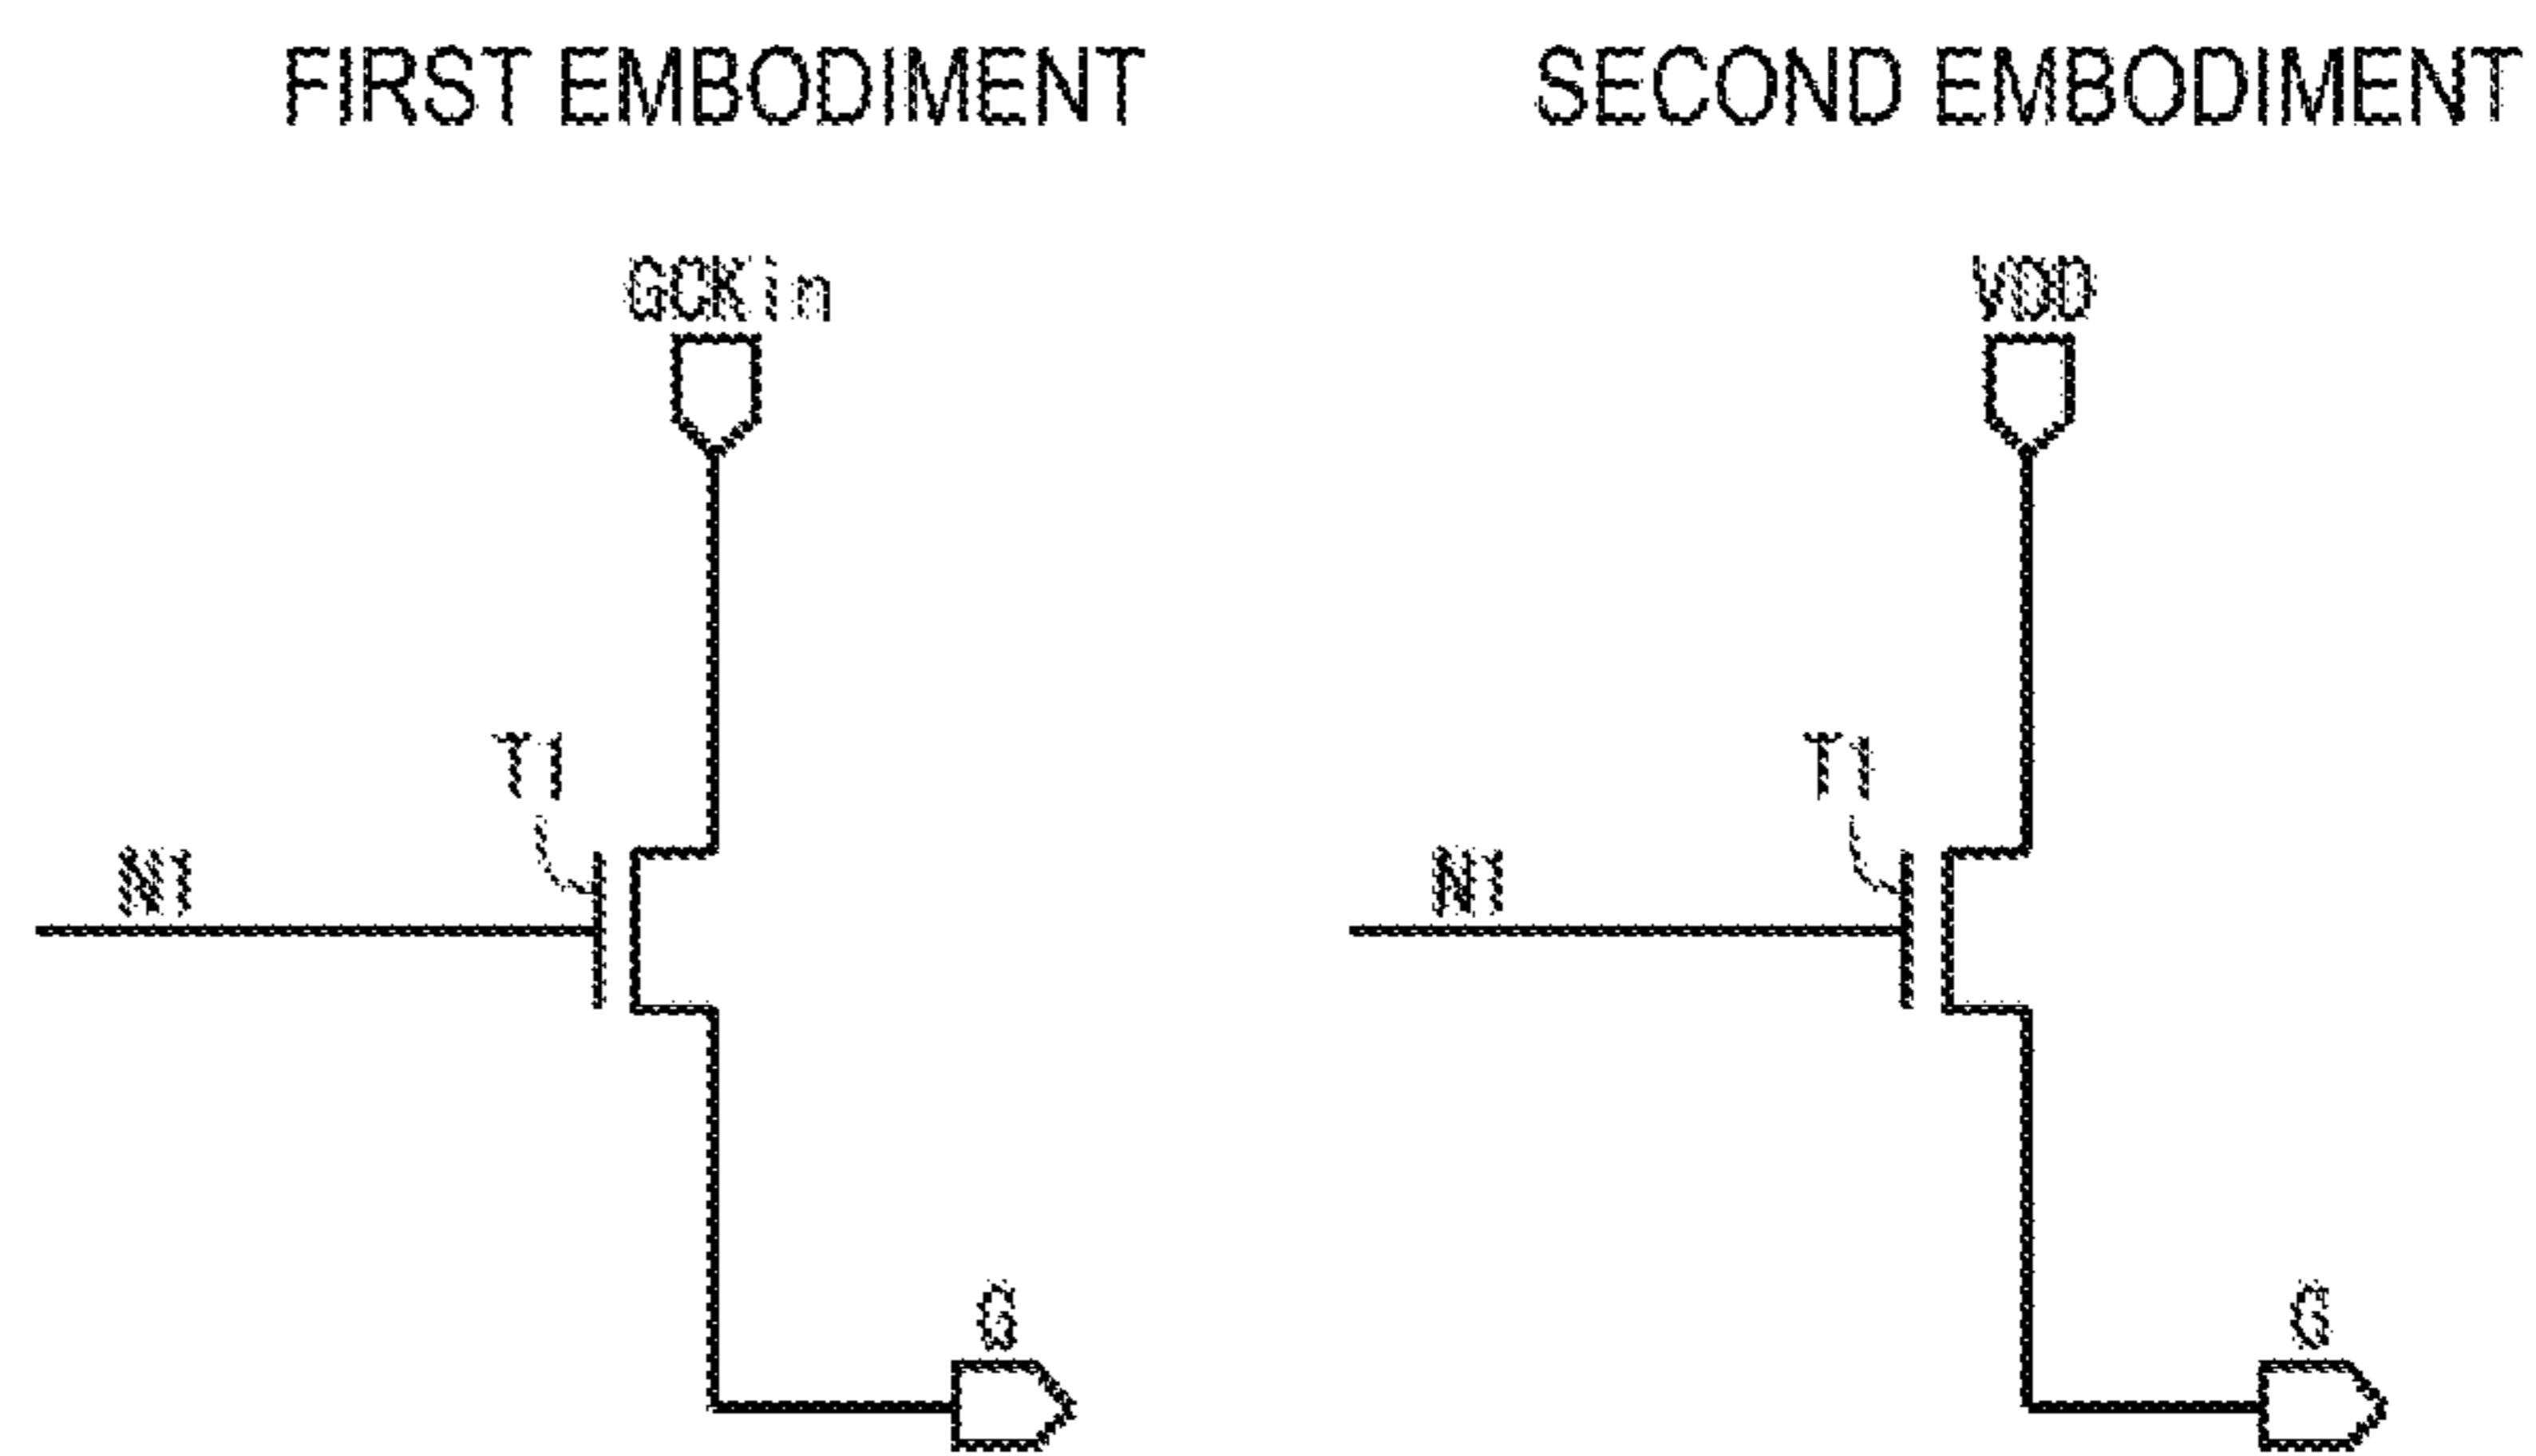 FIRST EMBODIMENT
SECOND EMBODIMENT
GCKin
VDD
T1
T1
N1
N1
G
G